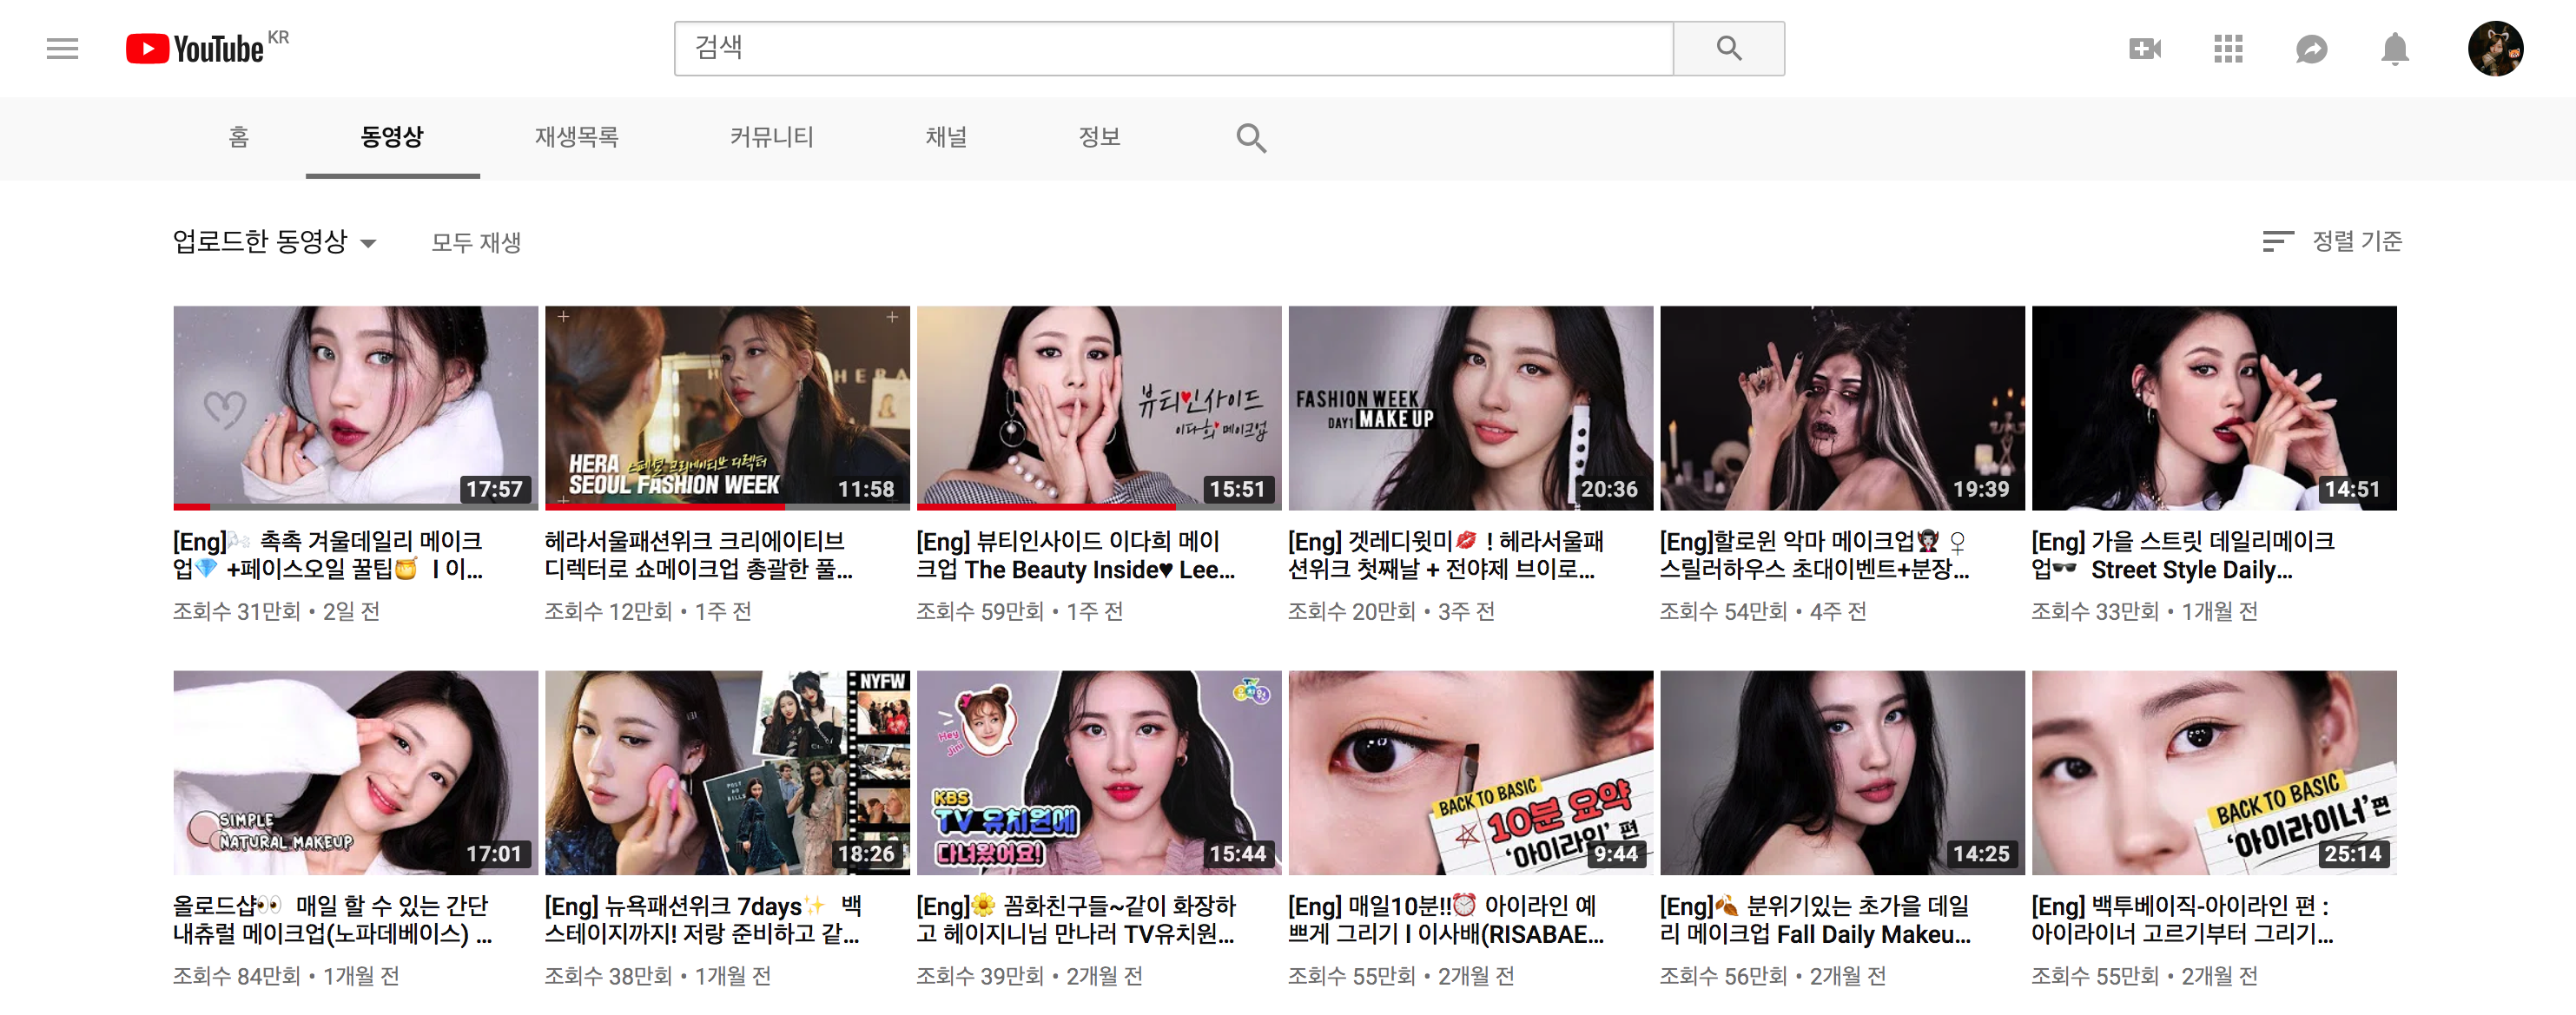 YouTube KR
검색
홈 동영상 재생목록 커뮤니티 채널 정보
업로드한 동영상 모두 재생 정렬 기준
17:57
HERA
HERA 스페셜 크리에이티브 디렉터
SEOUL FASHION WEEK
11:58
뷰티♥인사이드
이다희 메이크업
15:51
FASHION WEEK
DAY1 MAKE UP
20:36
19:39
14:51
[Eng]🌬 촉촉 겨울데일리 메이크
업💎 +페이스오일 꿀팁🍯 l 이...
조회수 31만회 • 2일 전
헤라서울패션위크 크리에이티브
디렉터로 쇼메이크업 총괄한 풀...
조회수 12만회 • 1주 전
[Eng] 뷰티인사이드 이다희 메이
크업 The Beauty Inside♥ Lee...
조회수 59만회 • 1주 전
[Eng] 겟레디윗미💋 ! 헤라서울패
션위크 첫째날 + 전야제 브이로...
조회수 20만회 • 3주 전
[Eng]할로윈 악마 메이크업🧛🏻 ♀
스릴러하우스 초대이벤트+분장...
조회수 54만회 • 4주 전
[Eng] 가을 스트릿 데일리메이크
업🕶 Street Style Daily...
조회수 33만회 • 1개월 전
SIMPLE
NATURAL MAKEUP
17:01
NYFW
POST
NO
BILLS
18:26
Hey
Jini
TV
유치원
KBS
TV 유치원에
다녀왔어요!
15:44
BACK TO BASIC
10분 요약
'아이라인' 편
9:44
14:25
BACK TO BASIC
'아이라이너'편
25:14
올로드샵👀 매일 할 수 있는 간단
내츄럴 메이크업(노파데베이스) ...
조회수 84만회 • 1개월 전
[Eng] 뉴욕패션위크 7days✨ 백
스테이지까지! 저랑 준비하고 같...
조회수 38만회 • 1개월 전
[Eng]🌼 꼼화친구들~같이 화장하
고 헤이지니님 만나러 TV유치원...
조회수 39만회 • 2개월 전
[Eng] 매일10분!!⏰ 아이라인 예
쁘게 그리기 l 이사배(RISABAE...
조회수 55만회 • 2개월 전
[Eng]🍂 분위기있는 초가을 데일
리 메이크업 Fall Daily Makeu...
조회수 56만회 • 2개월 전
[Eng] 백투베이직-아이라인 편 :
아이라이너 고르기부터 그리기...
조회수 55만회 • 2개월 전